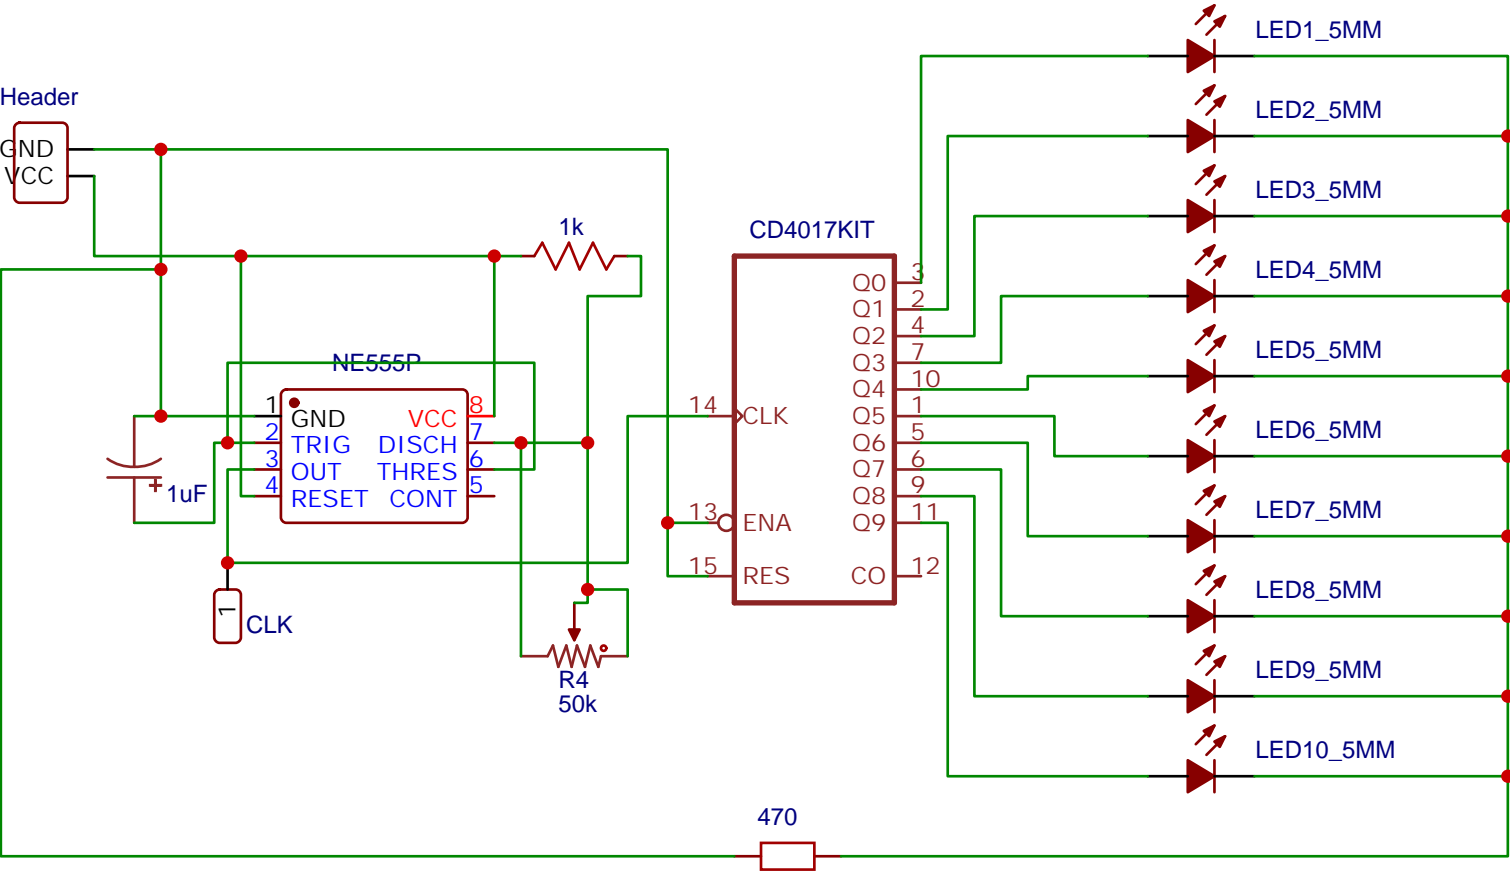 Header
GND
VCC
1k
NE555P
1 GND VCC 8
2 TRIG DISCH 7
3 OUT THRES 6
4 RESET CONT 5
+ 1uF
1
CLK
R4
50k
CD4017KIT
Q0 3
Q1 2
Q2 4
Q3 7
Q4 10
14 CLK Q5 1
Q6 5
Q7 6
Q8 9
13 ENA Q9 11
15 RES CO 12
LED1_5MM
LED2_5MM
LED3_5MM
LED4_5MM
LED5_5MM
LED6_5MM
LED7_5MM
LED8_5MM
LED9_5MM
LED10_5MM
470